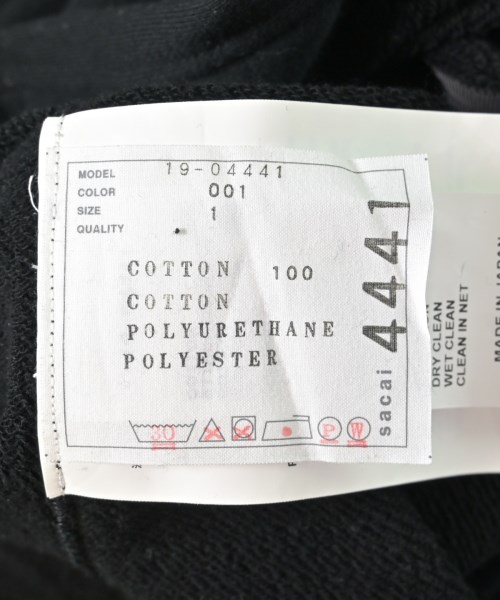 MODEL 19-04441
COLOR 001
SIZE 1
QUALITY
COTTON 100
COTTON
POLYURETHANE
POLYESTER
30
P
W
sacai 4441
DRY CLEAN
WET CLEAN
CLEAN IN NET
MADE IN JAPAN